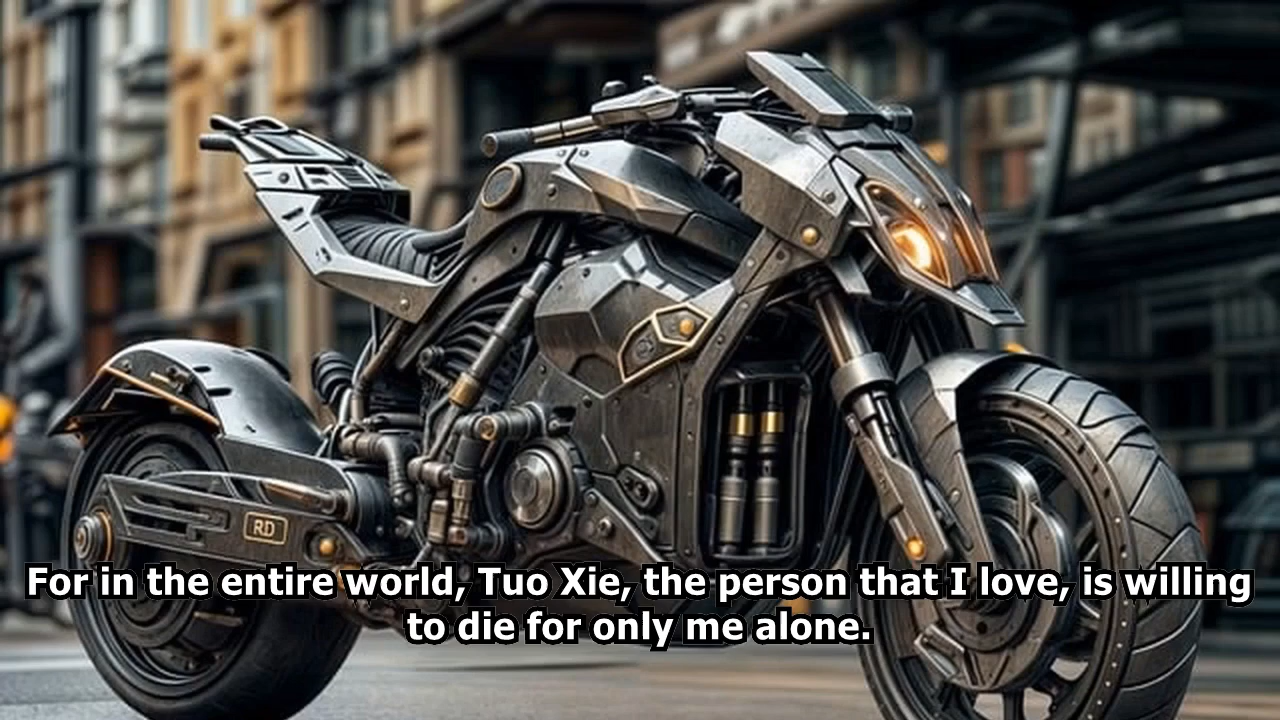 RD
For in the entire world, Tuo Xie, the person that I love, is willing
to die for only me alone.